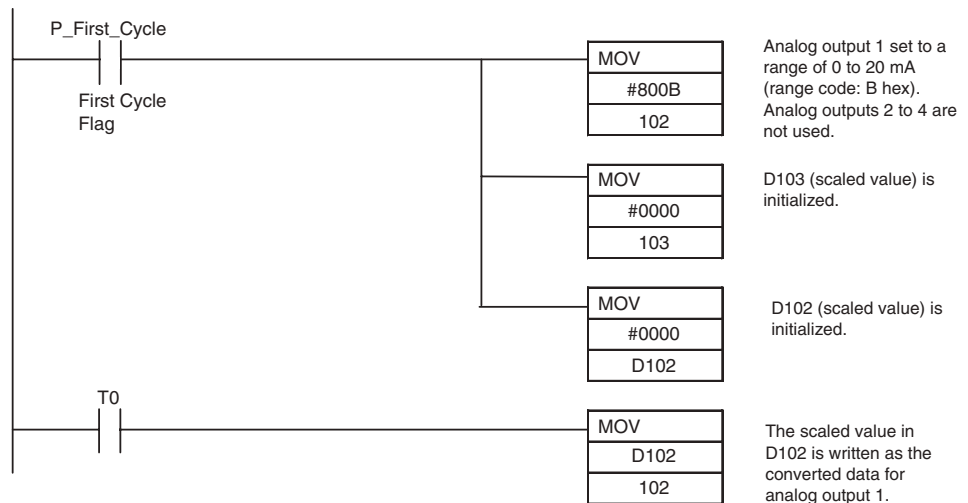 P_First_Cycle
First Cycle
Flag
MOV
#800B
102
Analog output 1 set to a
range of 0 to 20 mA
(range code: B hex).
Analog outputs 2 to 4 are
not used.
MOV
#0000
103
D103 (scaled value) is
initialized.
MOV
#0000
D102
D102 (scaled value) is
initialized.
T0
MOV
D102
102
The scaled value in
D102 is written as the
converted data for
analog output 1.